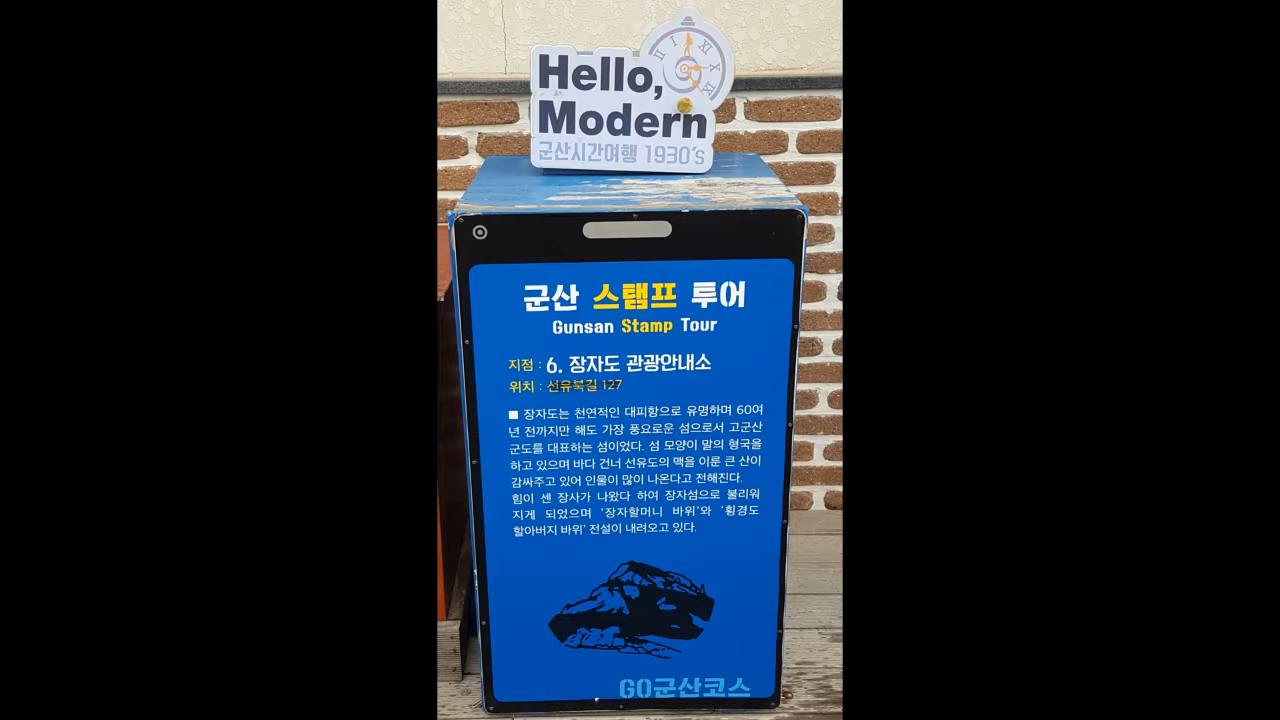 Hello,
Modern
군산시간여행 1930's
군산 스탬프 투어
Gunsan Stamp Tour
지점 : 6. 장자도 관광안내소
위치 : 선유북길 127
■ 장자도는 천연적인 대피항으로 유명하며 60여
년 전까지만 해도 가장 풍요로운 섬으로서 고군산
군도를 대표하는 섬이었다. 섬 모양이 말의 형국을
하고 있으며 바다 건너 선유도의 맥을 이룬 큰 산이
감싸주고 있어 인물이 많이 나온다고 전해진다.
힘이 센 장사가 나왔다 하여 장자섬으로 불리워
지게 되었으며 '장자할머니 바위'와 '횡경도
할아버지 바위' 전설이 내려오고 있다.
GO군산코스